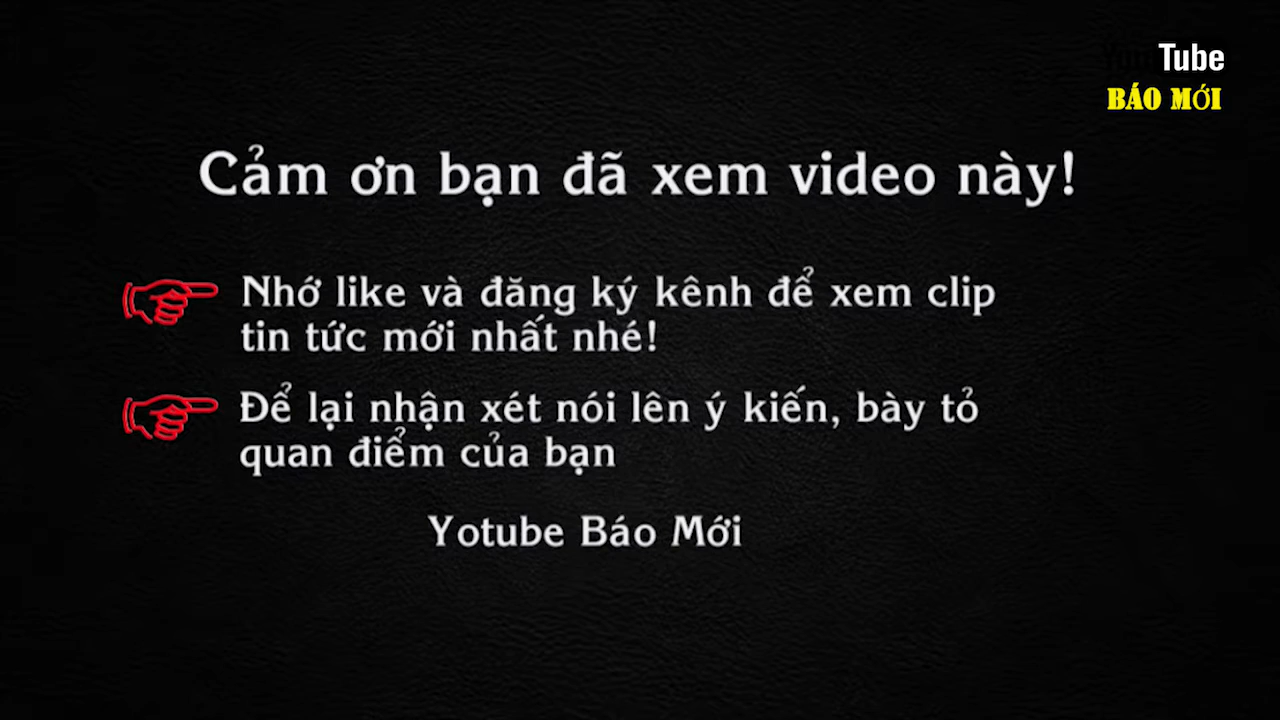 Tube
BÁO MỚI
Cảm ơn bạn đã xem video này!
Nhớ like và đăng ký kênh để xem clip
tin tức mới nhất nhé!
Để lại nhận xét nói lên ý kiến, bày tỏ
quan điểm của bạn
Yotube Báo Mới